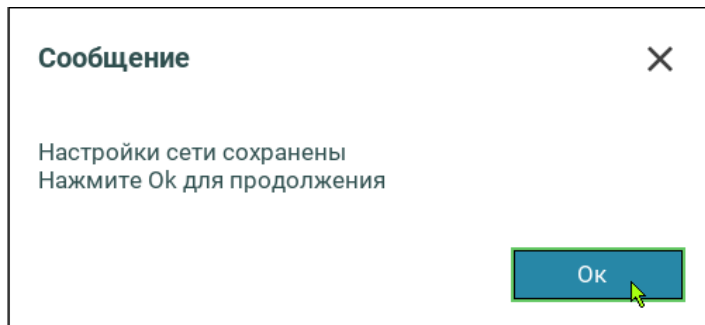 Сообщение
Настройки сети сохранены
Нажмите Ok для продолжения
Ок